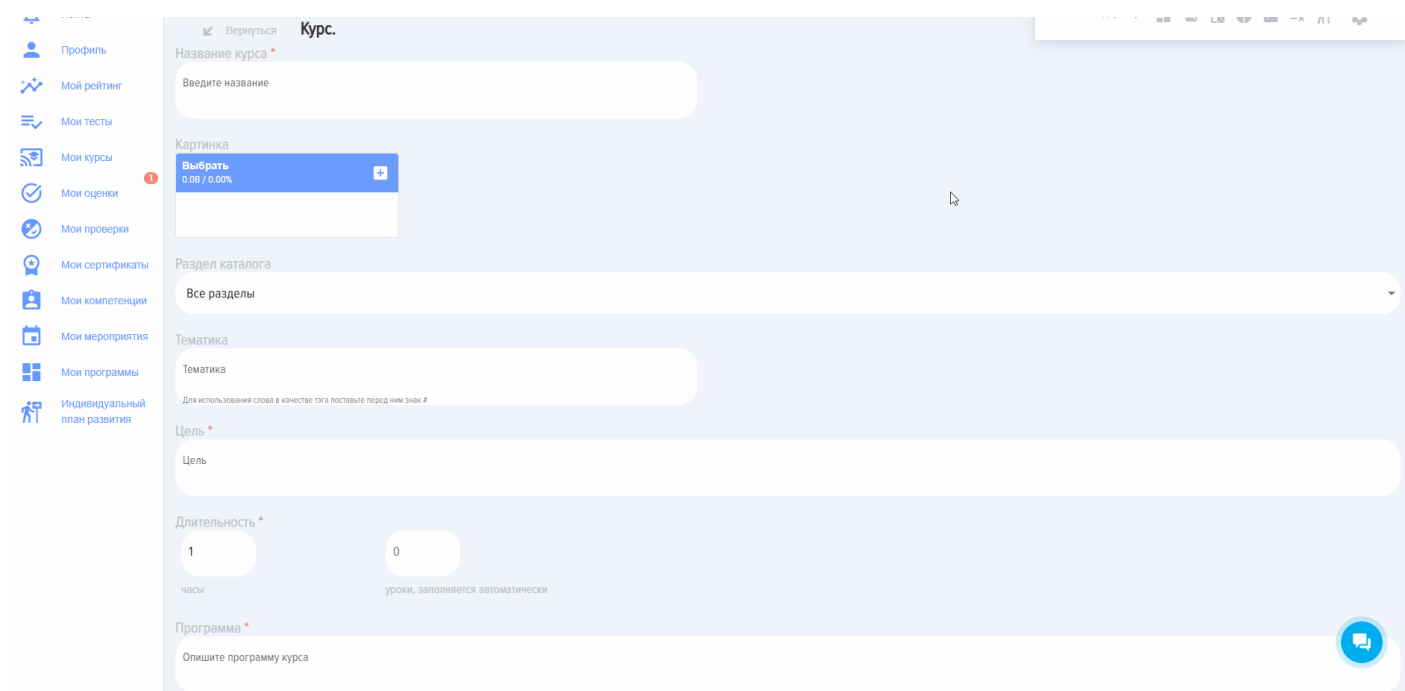 Профиль
Мой рейтинг
Мои тесты
Мои курсы
1
Мои оценки
Мои проверки
Мои сертификаты
Мои компетенции
Мои мероприятия
Мои программы
Индивидуальный
план развития
Вернуться Курс.
Название курса *
Введите название
Картинка
Выбрать
0.0B / 0.00%
Раздел каталога
Все разделы
Тематика
Тематика
Для использования слова в качестве тэга поставьте перед ним знак #
Цель *
Цель
Длительность *
1 0
часы уроки, заполняется автоматически
Программа *
Опишите программу курса